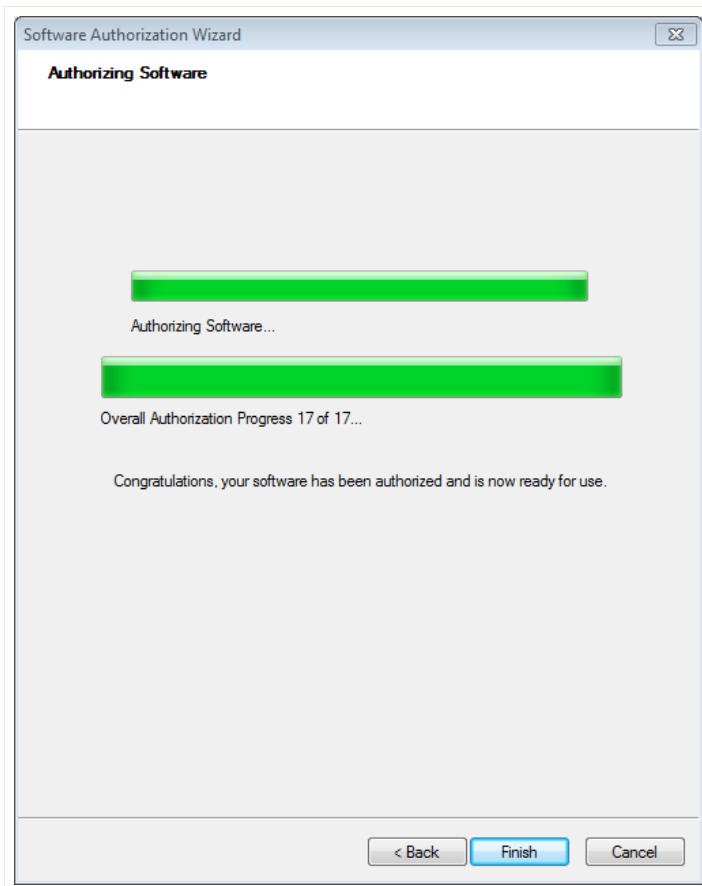 Software Authorization Wizard
Authorizing Software
Authorizing Software...
Overall Authorization Progress 17 of 17...
Congratulations, your software has been authorized and is now ready for use.
< Back Finish Cancel